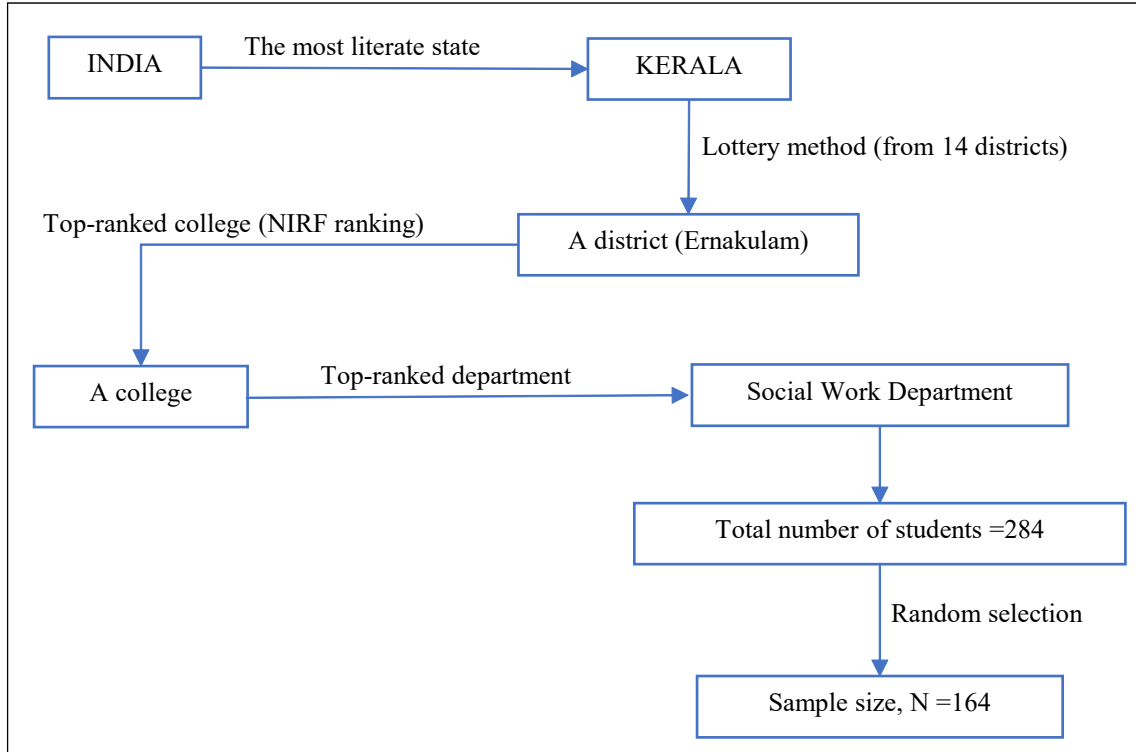 INDIA
The most literate state
KERALA
Lottery method (from 14 districts)
Top-ranked college (NIRF ranking)
A district (Ernakulam)
A college
Top-ranked department
Social Work Department
Total number of students =284
Random selection
Sample size, N =164